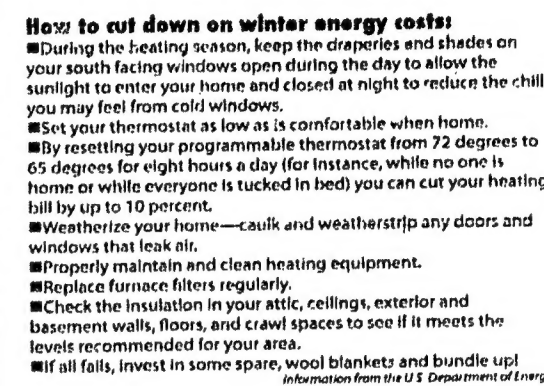 How to cut down on winter energy costs:
■During the heating season, keep the draperies and shades on
your south facing windows open during the day to allow the
sunlight to enter your home and closed at night to reduce the chill
you may feel from cold windows.
■Set your thermostat as low as is comfortable when home.
■By resetting your programmable thermostat from 72 degrees to
65 degrees for eight hours a day (for instance, while no one is
home or while everyone is tucked in bed) you can cut your heating
bill by up to 10 percent.
■Weatherize your home—caulk and weatherstrip any doors and
windows that leak air.
■Properly maintain and clean heating equipment.
■Replace furnace filters regularly.
■Check the insulation in your attic, ceilings, exterior and
basement walls, floors, and crawl spaces to see if it meets the
levels recommended for your area.
■If all fails, invest in some spare, wool blankets and bundle up!
Information from the U S Department of Energ